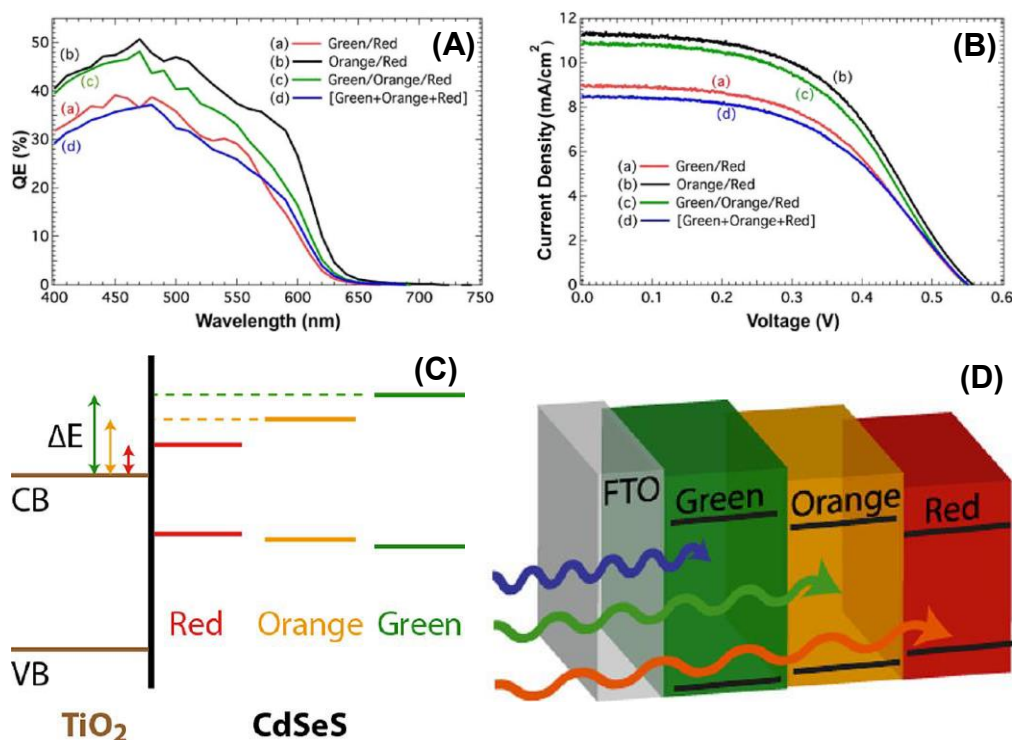 (A)
QE (%)
50
40
30
20
10
0
400
450
500
550
600
650
700
750
Wavelength (nm)
(b)
(c)
(a)
(d)
(a) Green/Red
(b) Orange/Red
(c) Green/Orange/Red
(d) [Green+Orange+Red]
(B)
Current Density (mA/cm²)
12
10
8
6
4
2
0
0.0
0.1
0.2
0.3
0.4
0.5
0.6
Voltage (V)
(a)
(b)
(c)
(d)
(a) Green/Red
(b) Orange/Red
(c) Green/Orange/Red
(d) [Green+Orange+Red]
(C)
ΔE
CB
VB
Red Orange Green
TiO₂ CdSeS
(D)
FTO
Green
Orange
Red